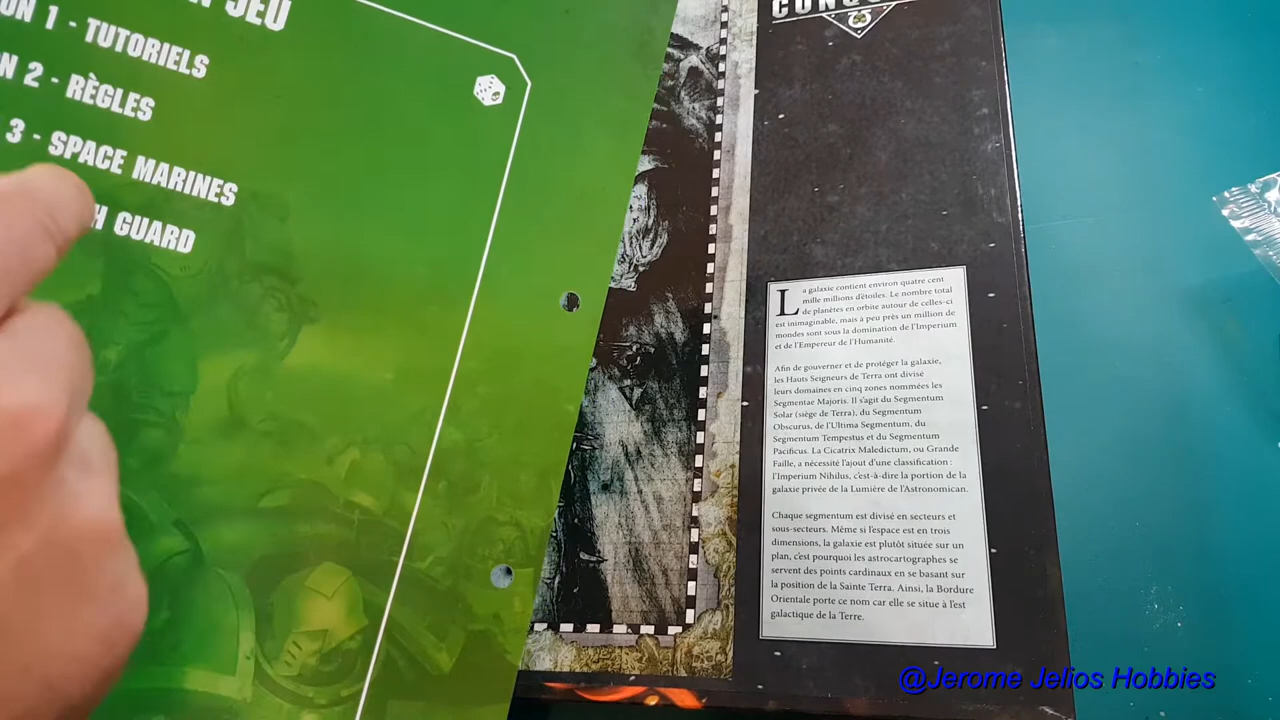 JEU
ON 1 - TUTORIELS
N 2 - RÈGLES
3 - SPACE MARINES
H GUARD
La galaxie contient environ quatre cent
mille millions d'étoiles. Le nombre total
de planètes en orbite autour de celles-ci
est inimaginable, mais à peu près un million de
mondes sont sous la domination de l'Imperium
et de l'Empereur de l'Humanité.
Afin de gouverner et de protéger la galaxie,
les Hauts Seigneurs de Terra ont divisé
leurs domaines en cinq zones nommées les
Segmentae Majoris. Il s'agit du Segmentum
Solar (siège de Terra), du Segmentum
Obscurus, de l'Ultima Segmentum, du
Segmentum Tempestus et du Segmentum
Pacificus. La Cicatrix Maledictum, ou Grande
Faille, a nécessité l'ajout d'une classification :
l'Imperium Nihilus, c'est-à-dire la portion de la
galaxie privée de la Lumière de l'Astronomican.
Chaque segmentum est divisé en secteurs et
sous-secteurs. Même si l'espace est en trois
dimensions, la galaxie est plutôt située sur un
plan, c'est pourquoi les astrocartographes se
servent des points cardinaux en se basant sur
la position de la Sainte Terra. Ainsi, la Bordure
Orientale porte ce nom car elle se situe à l'est
galactique de la Terre.
@Jerome Jelios Hobbies